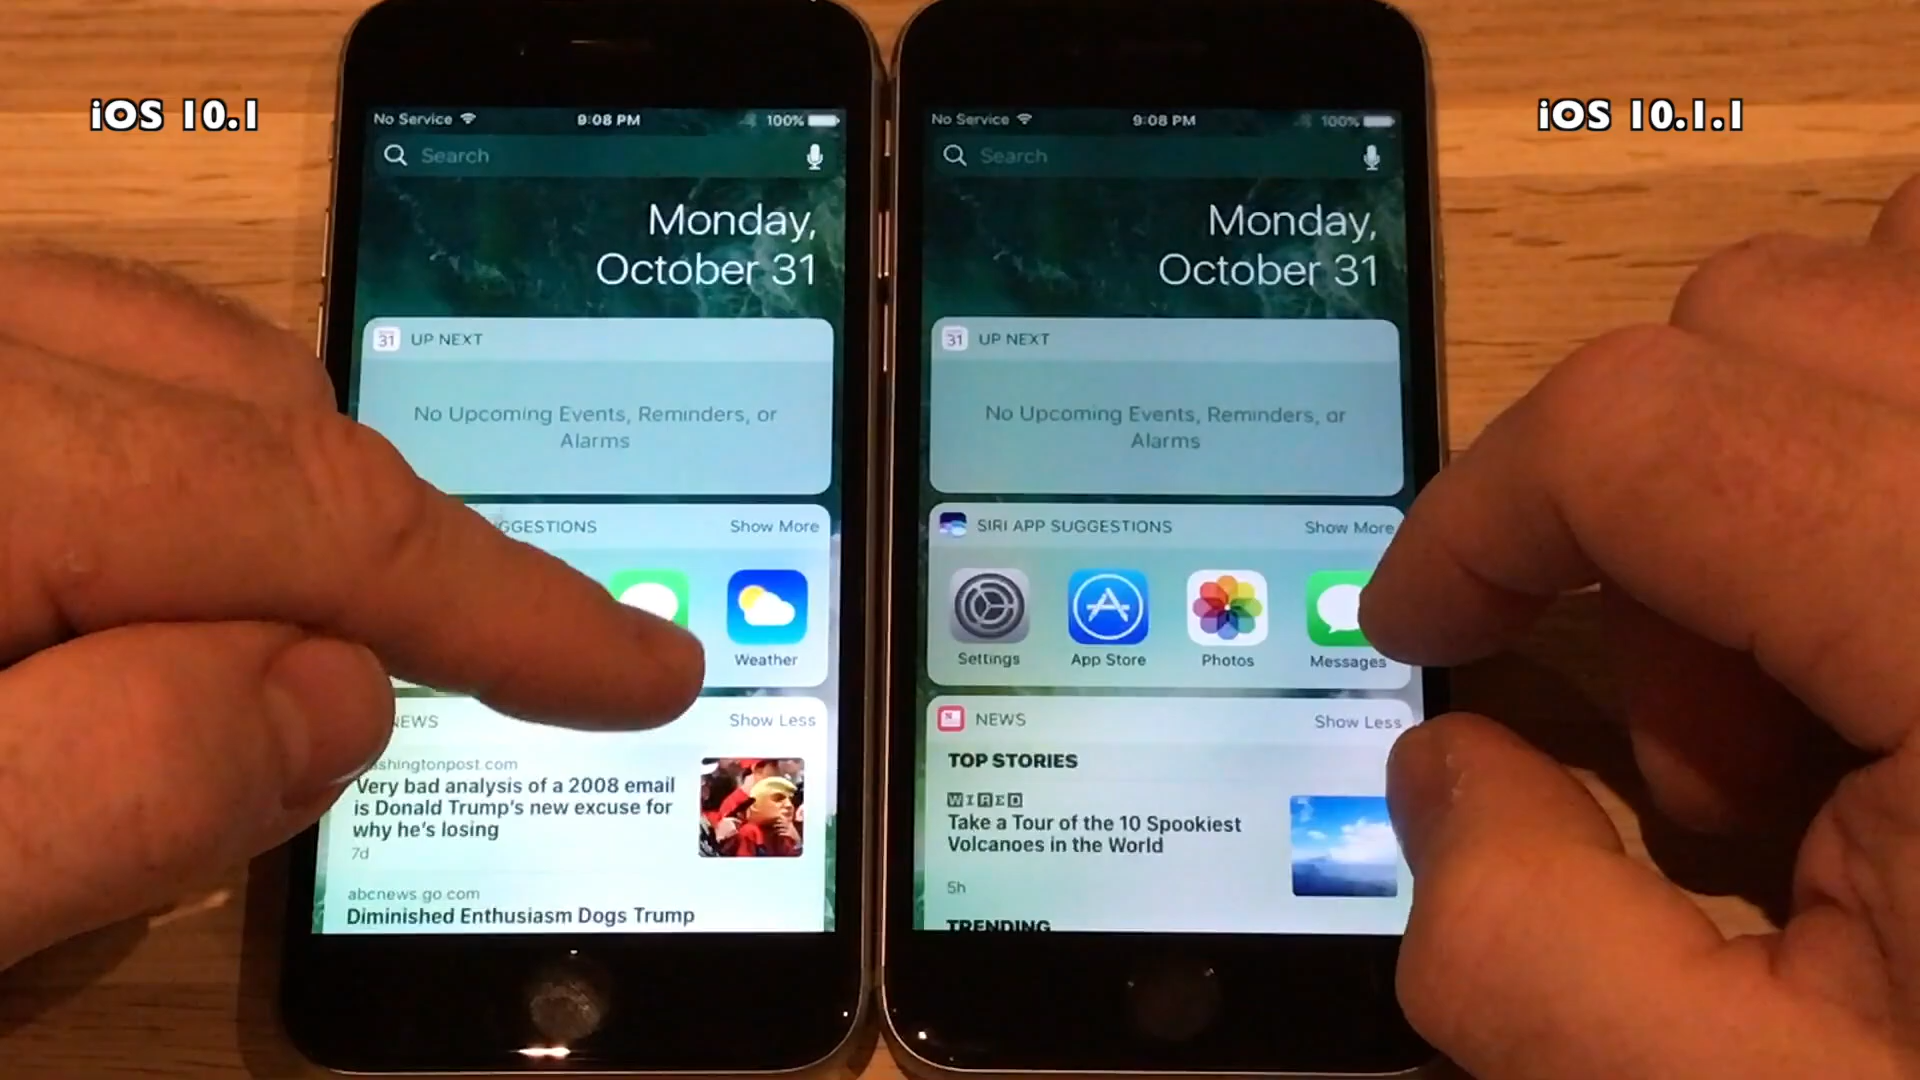 iOS 10.1
No Service
9:08 PM
100%
Search
Monday,
October 31
31 UP NEXT
No Upcoming Events, Reminders, or
Alarms
Show More
Weather
NEWS
Show Less
washingtonpost.com
Very bad analysis of a 2008 email
is Donald Trump's new excuse for
why he's losing
7d
abcnews.go.com
Diminished Enthusiasm Dogs Trump
iOS 10.1.1
No Service
9:08 PM
100%
Search
Monday,
October 31
31 UP NEXT
No Upcoming Events, Reminders, or
Alarms
SIRI APP SUGGESTIONS
Show More
Settings
App Store
Photos
Messages
NEWS
Show Less
TOP STORIES
WIRED
Take a Tour of the 10 Spookiest
Volcanoes in the World
5h
TRENDING